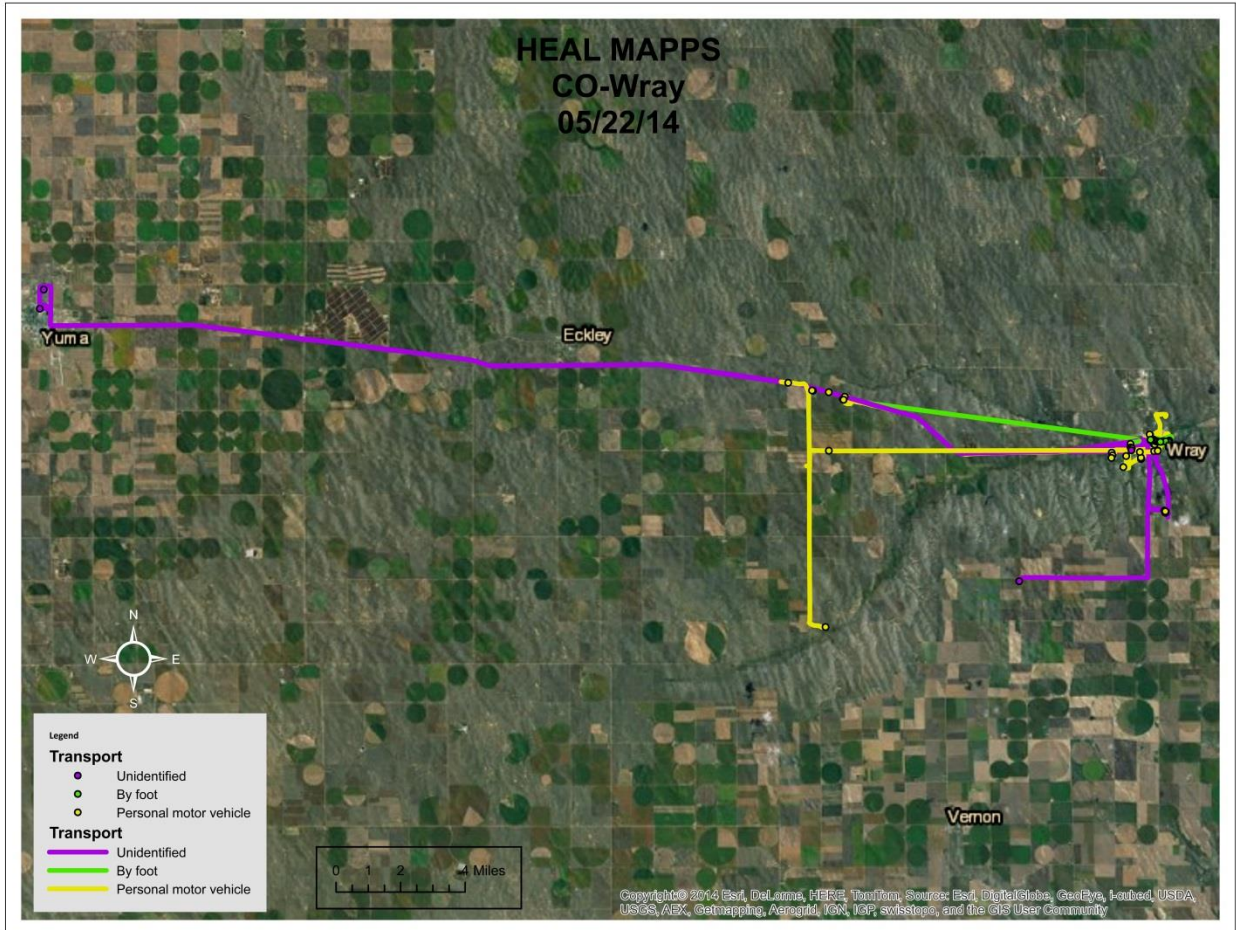 HEAL MAPPS
CO-Wray
05/22/14
Eckley
Yuma
Wray
N
W
E
S
Legend
Transport
Unidentified
By foot
Personal motor vehicle
Transport
Unidentified
By foot
Personal motor vehicle
0 1 2 4 Miles
Vernon
Copyright:© 2014 Esri, DeLorme, HERE, TomTom, Source: Esri, DigitalGlobe, GeoEye, i-cubed, USDA,
USGS, AEX, Getmapping, Aerogrid, IGN, IGP, swisstopo, and the GIS User Community